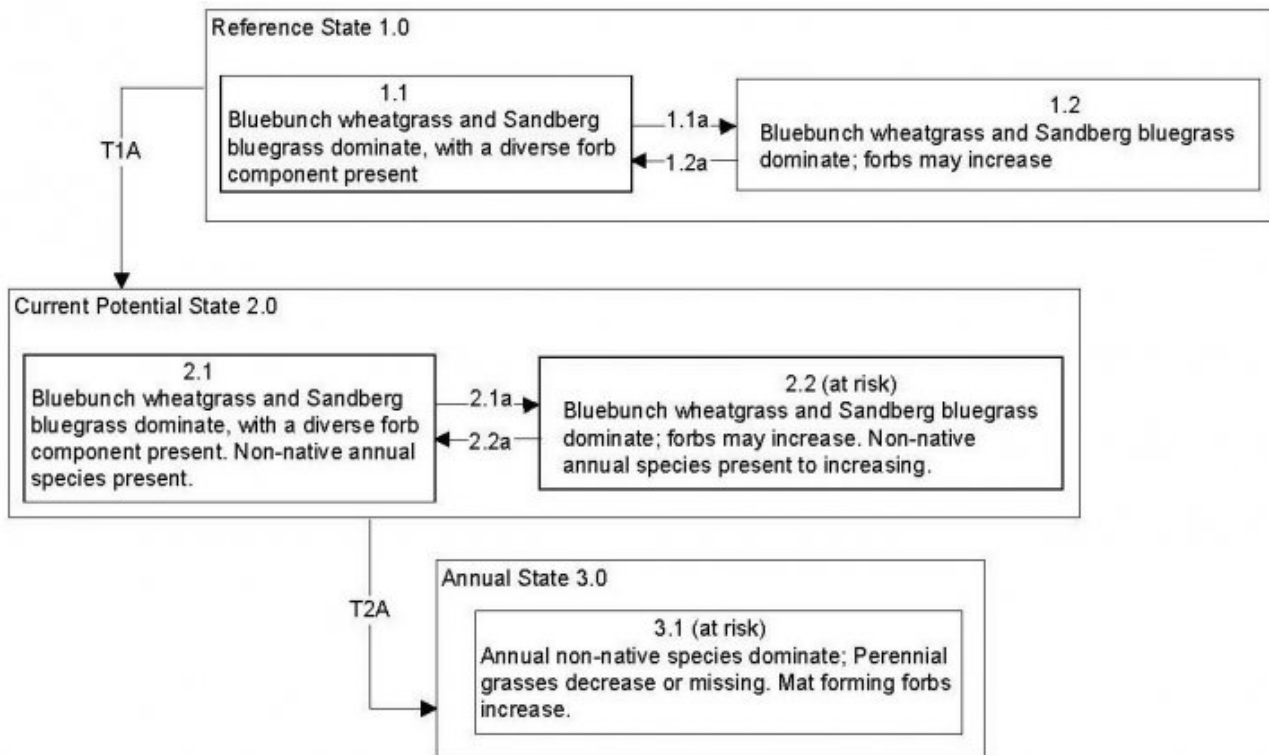 Reference State 1.0
1.1
Bluebunch wheatgrass and Sandberg
bluegrass dominate, with a diverse forb
component present
1.1a
1.2a
1.2
Bluebunch wheatgrass and Sandberg bluegrass
dominate; forbs may increase
T1A
Current Potential State 2.0
2.1
Bluebunch wheatgrass and Sandberg
bluegrass dominate, with a diverse forb
component present. Non-native annual
species present.
2.1a
2.2a
2.2 (at risk)
Bluebunch wheatgrass and Sandberg bluegrass
dominate; forbs may increase. Non-native
annual species present to increasing.
T2A
Annual State 3.0
3.1 (at risk)
Annual non-native species dominate; Perennial
grasses decrease or missing. Mat forming forbs
increase.